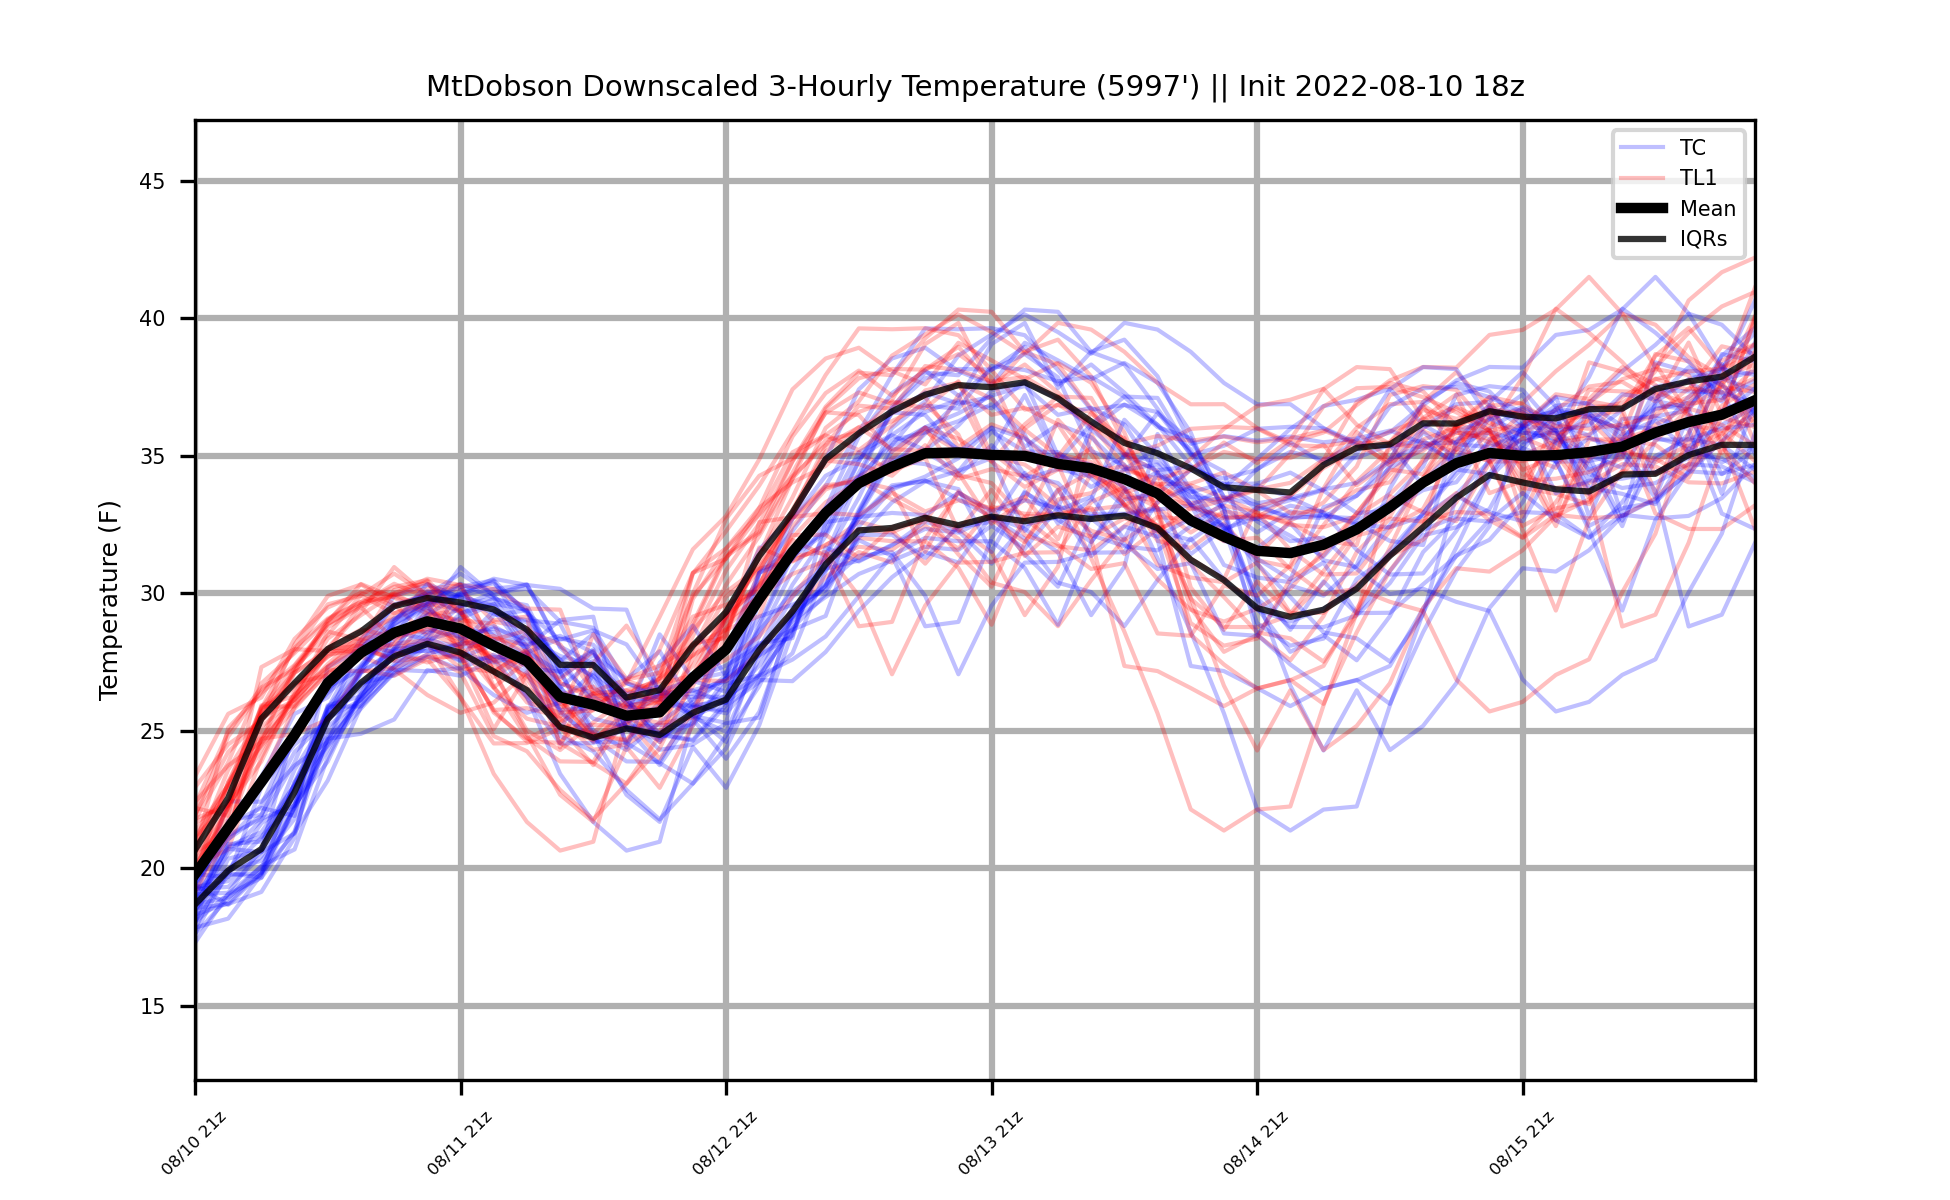 MtDobson Downscaled 3-Hourly Temperature (5997') || Init 2022-08-10 18z
TC
TL1
Mean
IQRs
Temperature (F)
45
40
35
30
25
20
15
08/10 21z
08/11 21z
08/12 21z
08/13 21z
08/14 21z
08/15 21z